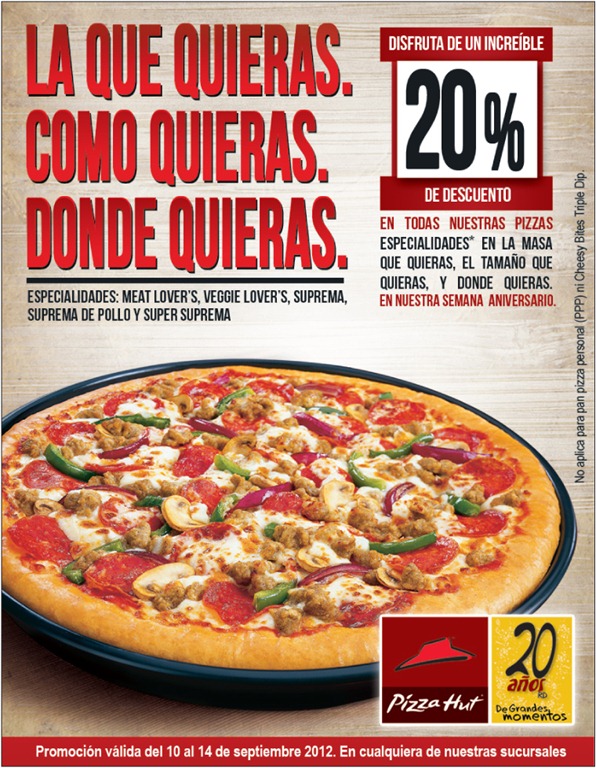 LA QUE QUIERAS.
COMO QUIERAS.
DONDE QUIERAS.
ESPECIALIDADES: MEAT LOVER'S, VEGGIE LOVER'S, SUPREMA,
SUPREMA DE POLLO Y SUPER SUPREMA
DISFRUTA DE UN INCREÍBLE
20%
DE DESCUENTO
EN TODAS NUESTRAS PIZZAS
ESPECIALIDADES* EN LA MASA
QUE QUIERAS, EL TAMAÑO QUE
QUIERAS, Y DONDE QUIERAS.
EN NUESTRA SEMANA ANIVERSARIO.
No aplica para pan pizza personal (PPP) ni Cheesy Bites Triple Dip.
Pizza Hut
20
años
De Grandes
momentos
Promoción válida del 10 al 14 de septiembre 2012. En cualquiera de nuestras sucursales